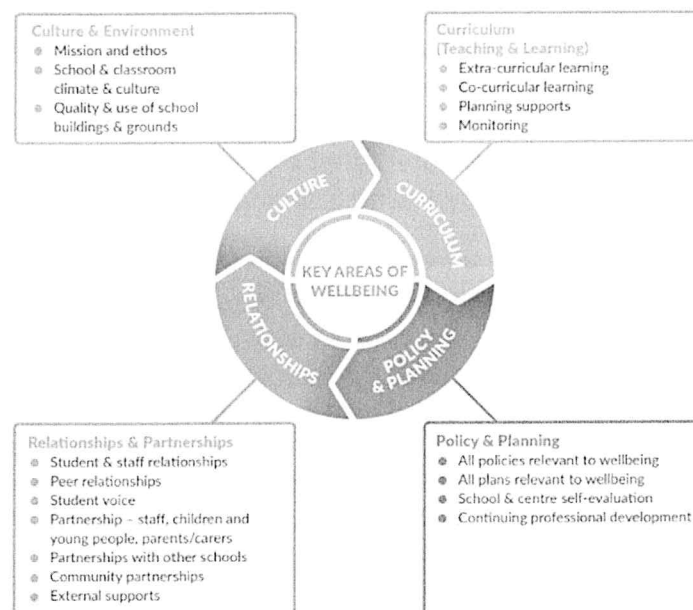 Culture & Environment
Mission and ethos
School & classroom
climate & culture
Quality & use of school
buildings & grounds
Curriculum
(Teaching & Learning)
Extra-curricular learning
Co-curricular learning
Planning supports
Monitoring
CULTURE
CURRICULUM
KEY AREAS OF
WELLBEING
RELATIONSHIPS
POLICY
& PLANNING
Relationships & Partnerships
Student & staff relationships
Peer relationships
Student voice
Partnership – staff, children and
young people, parents/carers
Partnerships with other schools
Community partnerships
External supports
Policy & Planning
All policies relevant to wellbeing
All plans relevant to wellbeing
School & centre self-evaluation
Continuing professional development